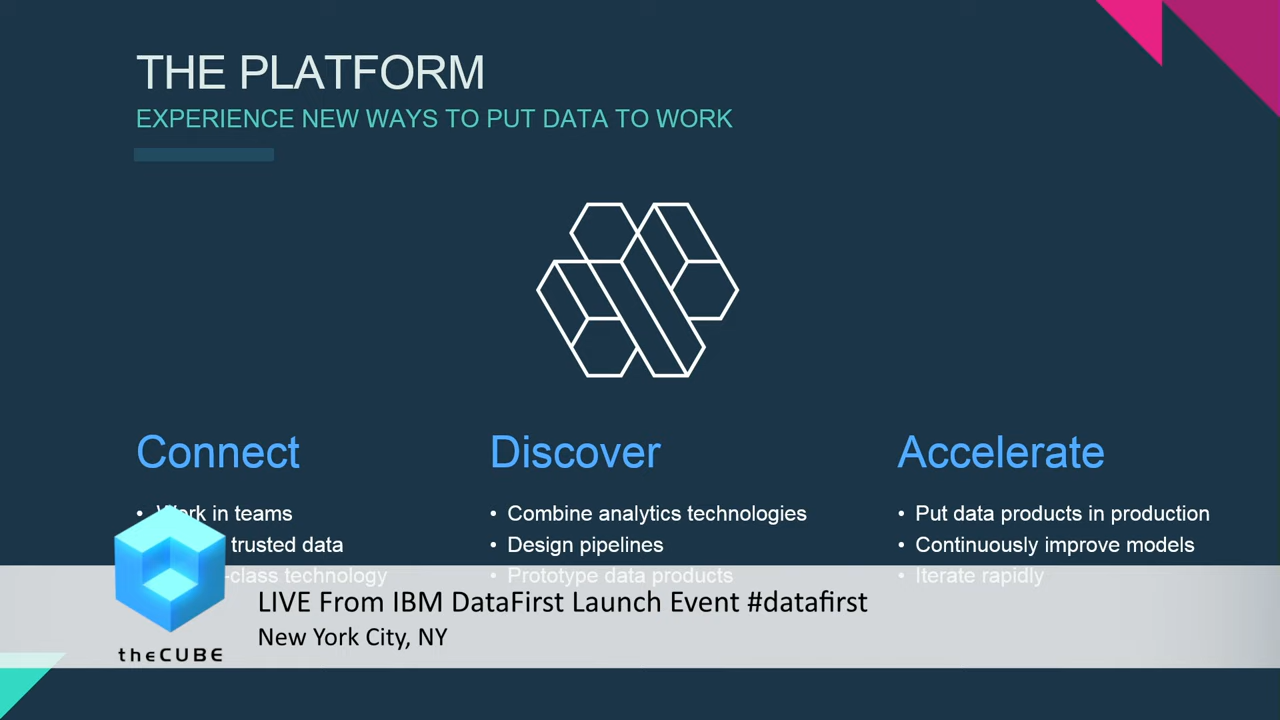 THE PLATFORM
EXPERIENCE NEW WAYS TO PUT DATA TO WORK
Connect
• Work in teams
trusted data
-class technology
Discover
• Combine analytics technologies
• Design pipelines
• Prototype data products
Accelerate
• Put data products in production
• Continuously improve models
• Iterate rapidly
LIVE From IBM DataFirst Launch Event #datafirst
New York City, NY
theCUBE